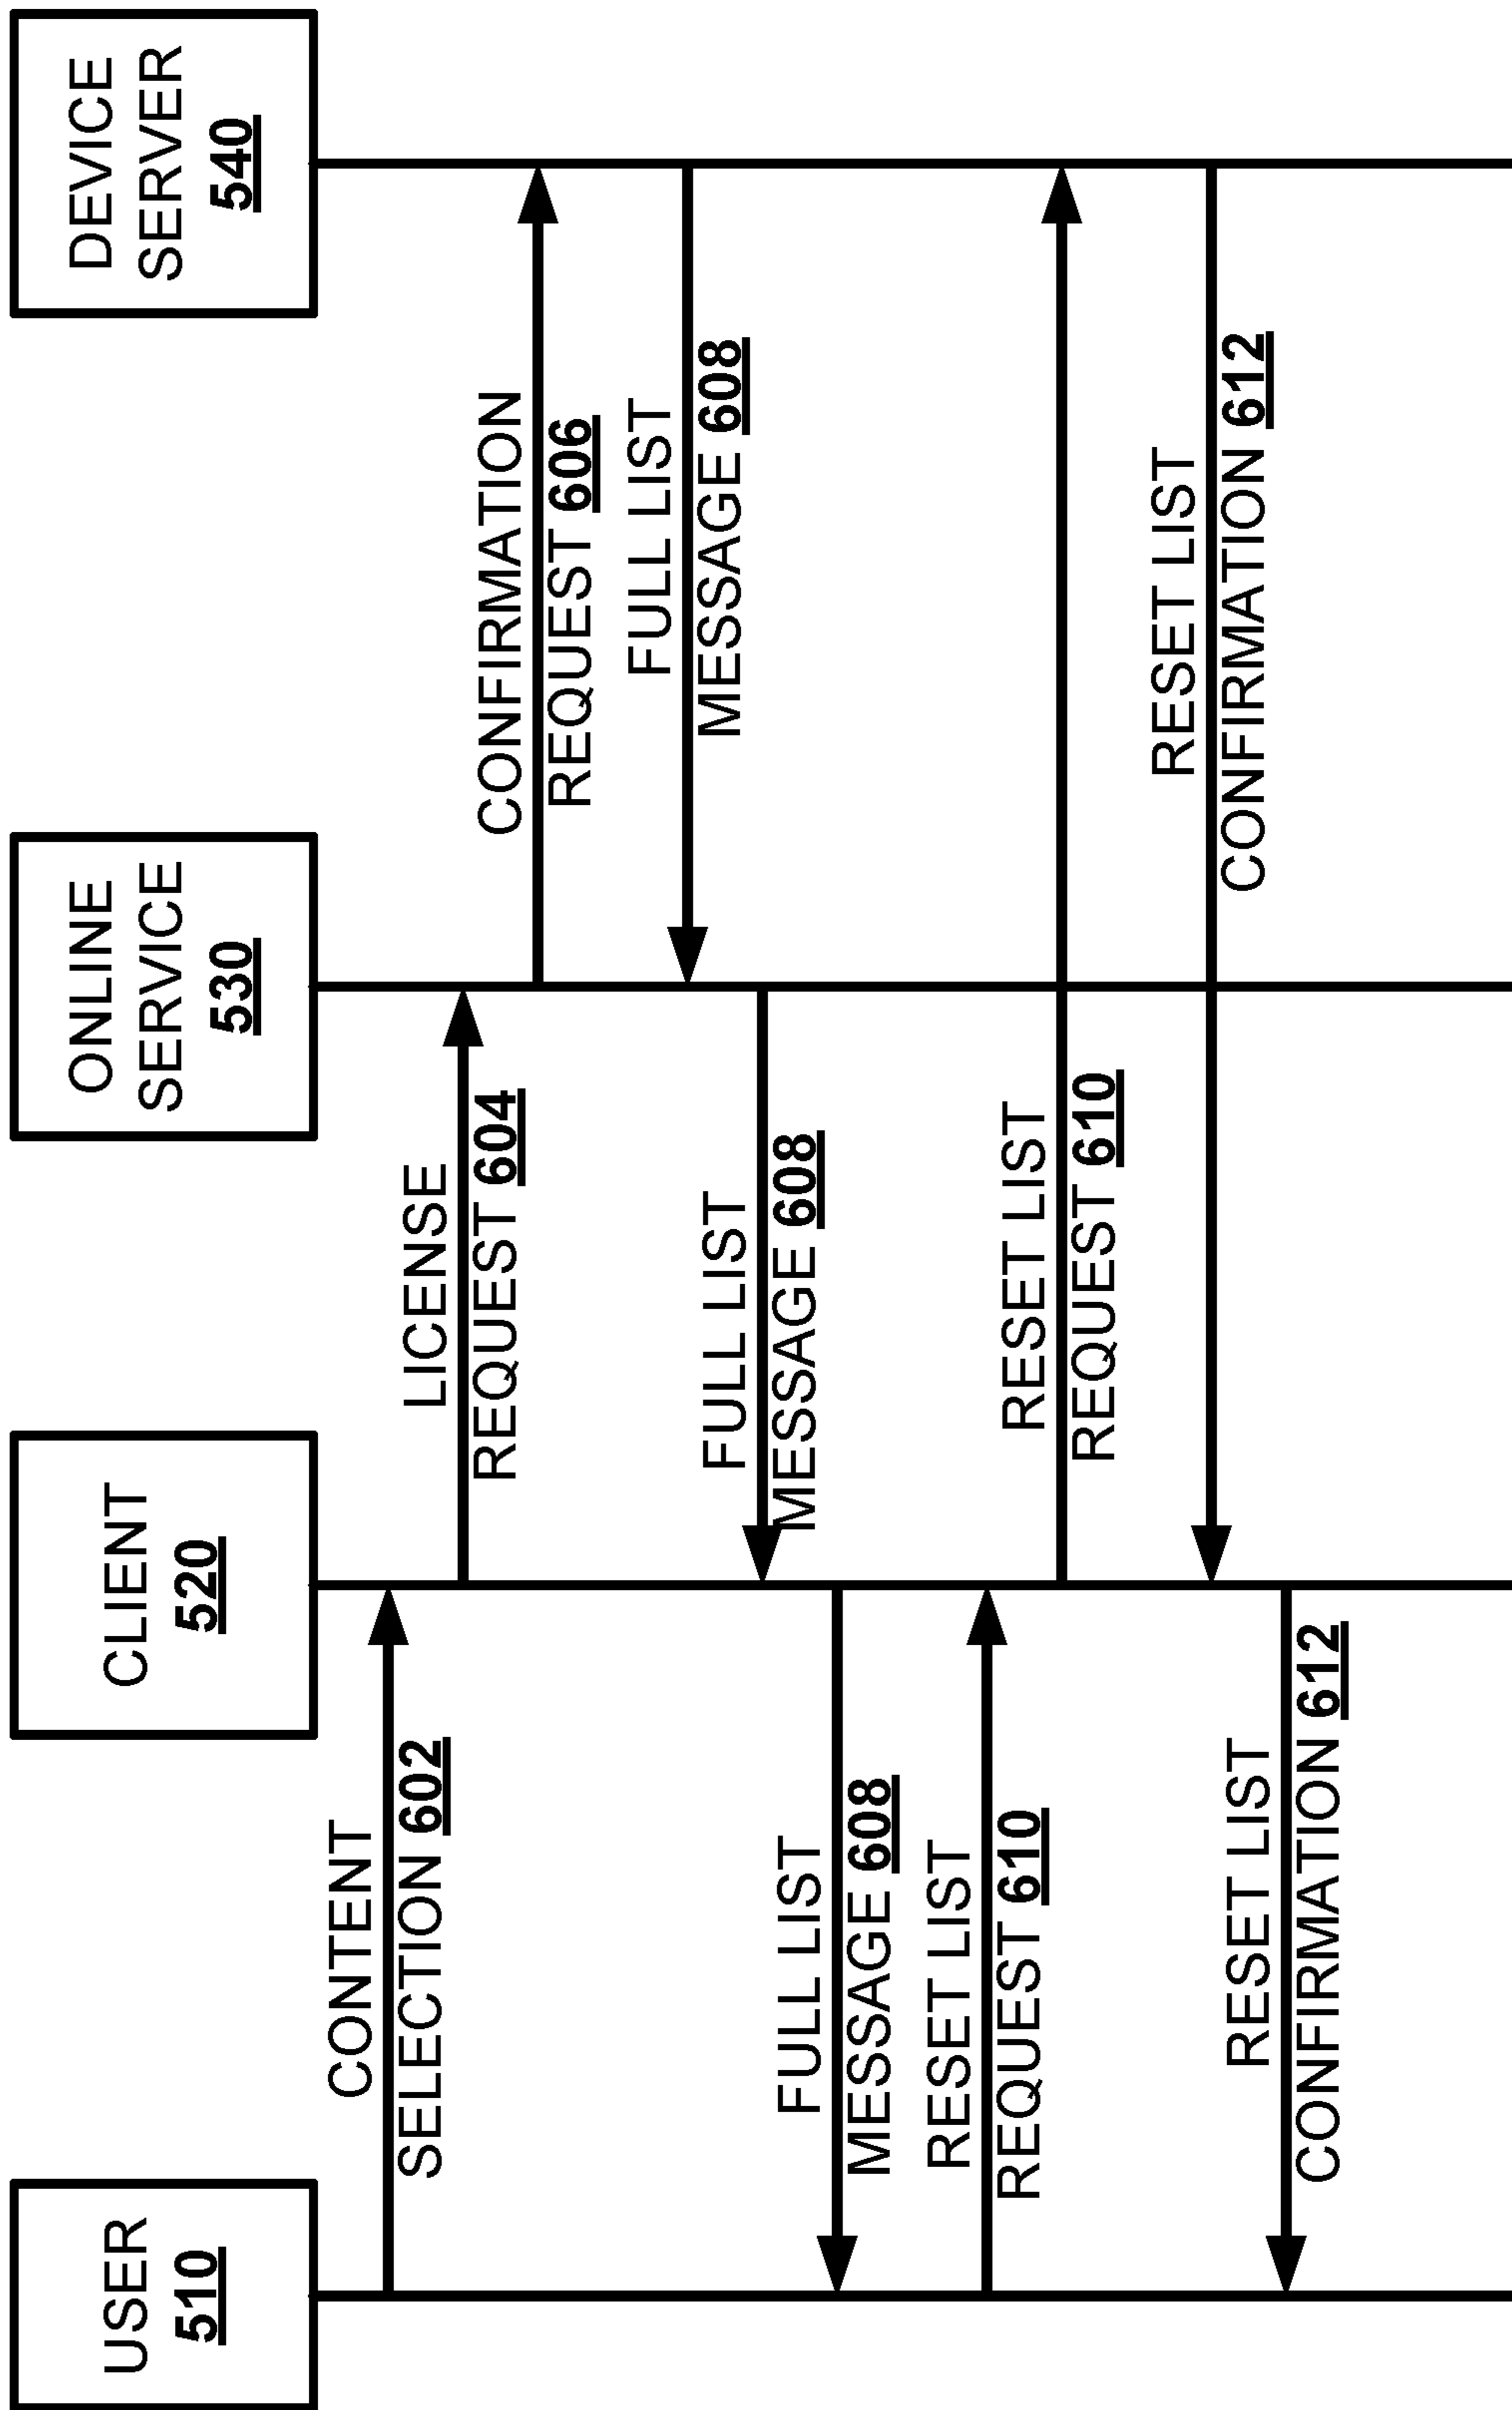 USER
510
CLIENT
520
ONLINE
SERVICE
530
DEVICE
SERVER
540
CONTENT
SELECTION 602
LICENSE
REQUEST 604
CONFIRMATION
REQUEST 606
FULL LIST
MESSAGE 608
FULL LIST
MESSAGE 608
FULL LIST
MESSAGE 608
RESET LIST
REQUEST 610
RESET LIST
REQUEST 610
RESET LIST
CONFIRMATION 612
RESET LIST
CONFIRMATION 612